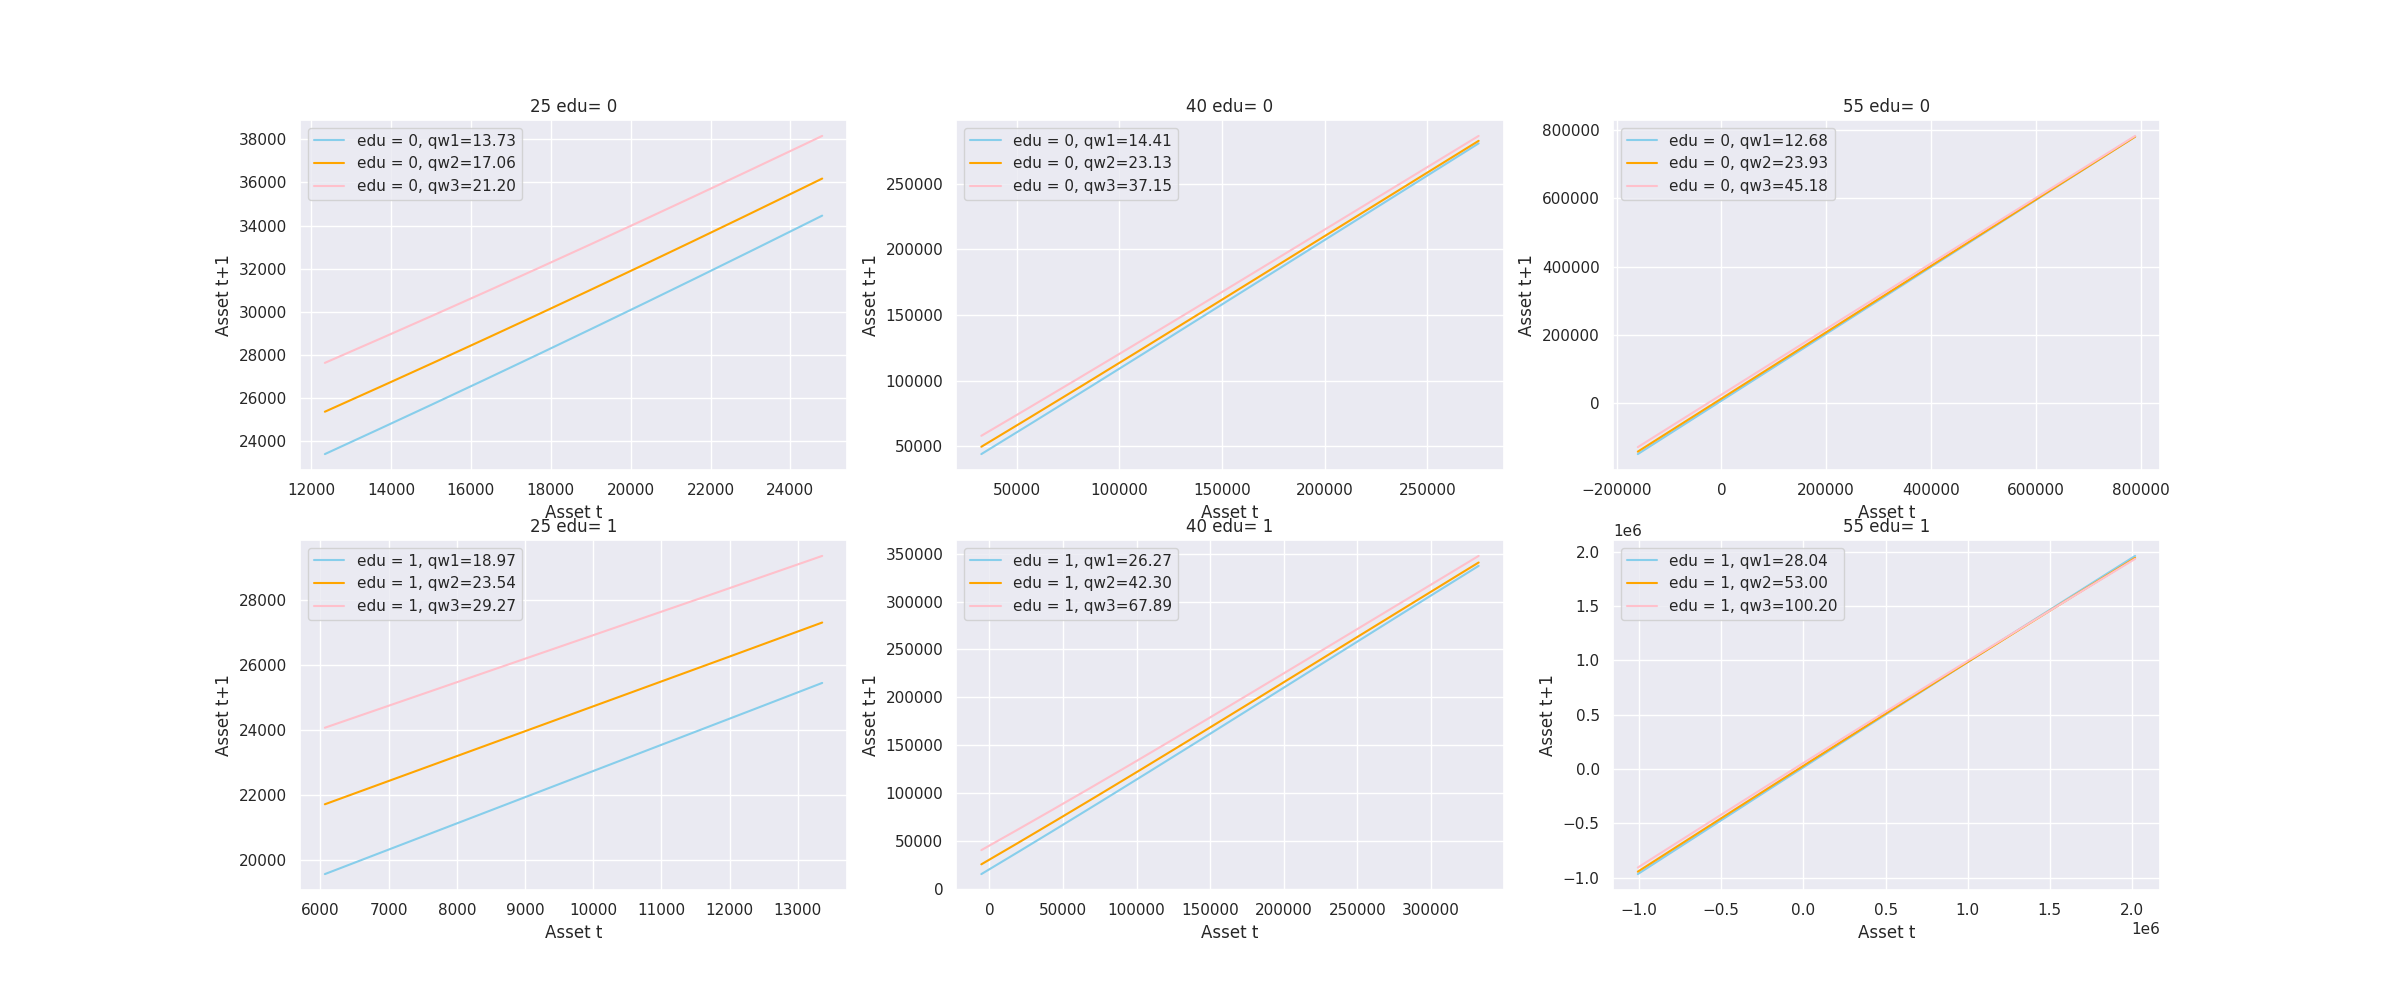 25 edu= 0
edu = 0, qw1=13.73
edu = 0, qw2=17.06
edu = 0, qw3=21.20
38000
36000
34000
32000
30000
28000
26000
24000
Asset t+1
12000 14000 16000 18000 20000 22000 24000
Asset t
40 edu= 0
edu = 0, qw1=14.41
edu = 0, qw2=23.13
edu = 0, qw3=37.15
250000
200000
150000
100000
50000
Asset t+1
50000 100000 150000 200000 250000
Asset t
55 edu= 0
edu = 0, qw1=12.68
edu = 0, qw2=23.93
edu = 0, qw3=45.18
800000
600000
400000
200000
0
Asset t+1
−200000 0 200000 400000 600000 800000
Asset t
25 edu= 1
edu = 1, qw1=18.97
edu = 1, qw2=23.54
edu = 1, qw3=29.27
28000
26000
24000
22000
20000
Asset t+1
6000 7000 8000 9000 10000 11000 12000 13000
Asset t
40 edu= 1
edu = 1, qw1=26.27
edu = 1, qw2=42.30
edu = 1, qw3=67.89
350000
300000
250000
200000
150000
100000
50000
0
Asset t+1
0 50000 100000 150000 200000 250000 300000
Asset t
55 edu= 1
1e6
edu = 1, qw1=28.04
edu = 1, qw2=53.00
edu = 1, qw3=100.20
2.0
1.5
1.0
0.5
0.0
−0.5
−1.0
Asset t+1
−1.0 −0.5 0.0 0.5 1.0 1.5 2.0
1e6
Asset t